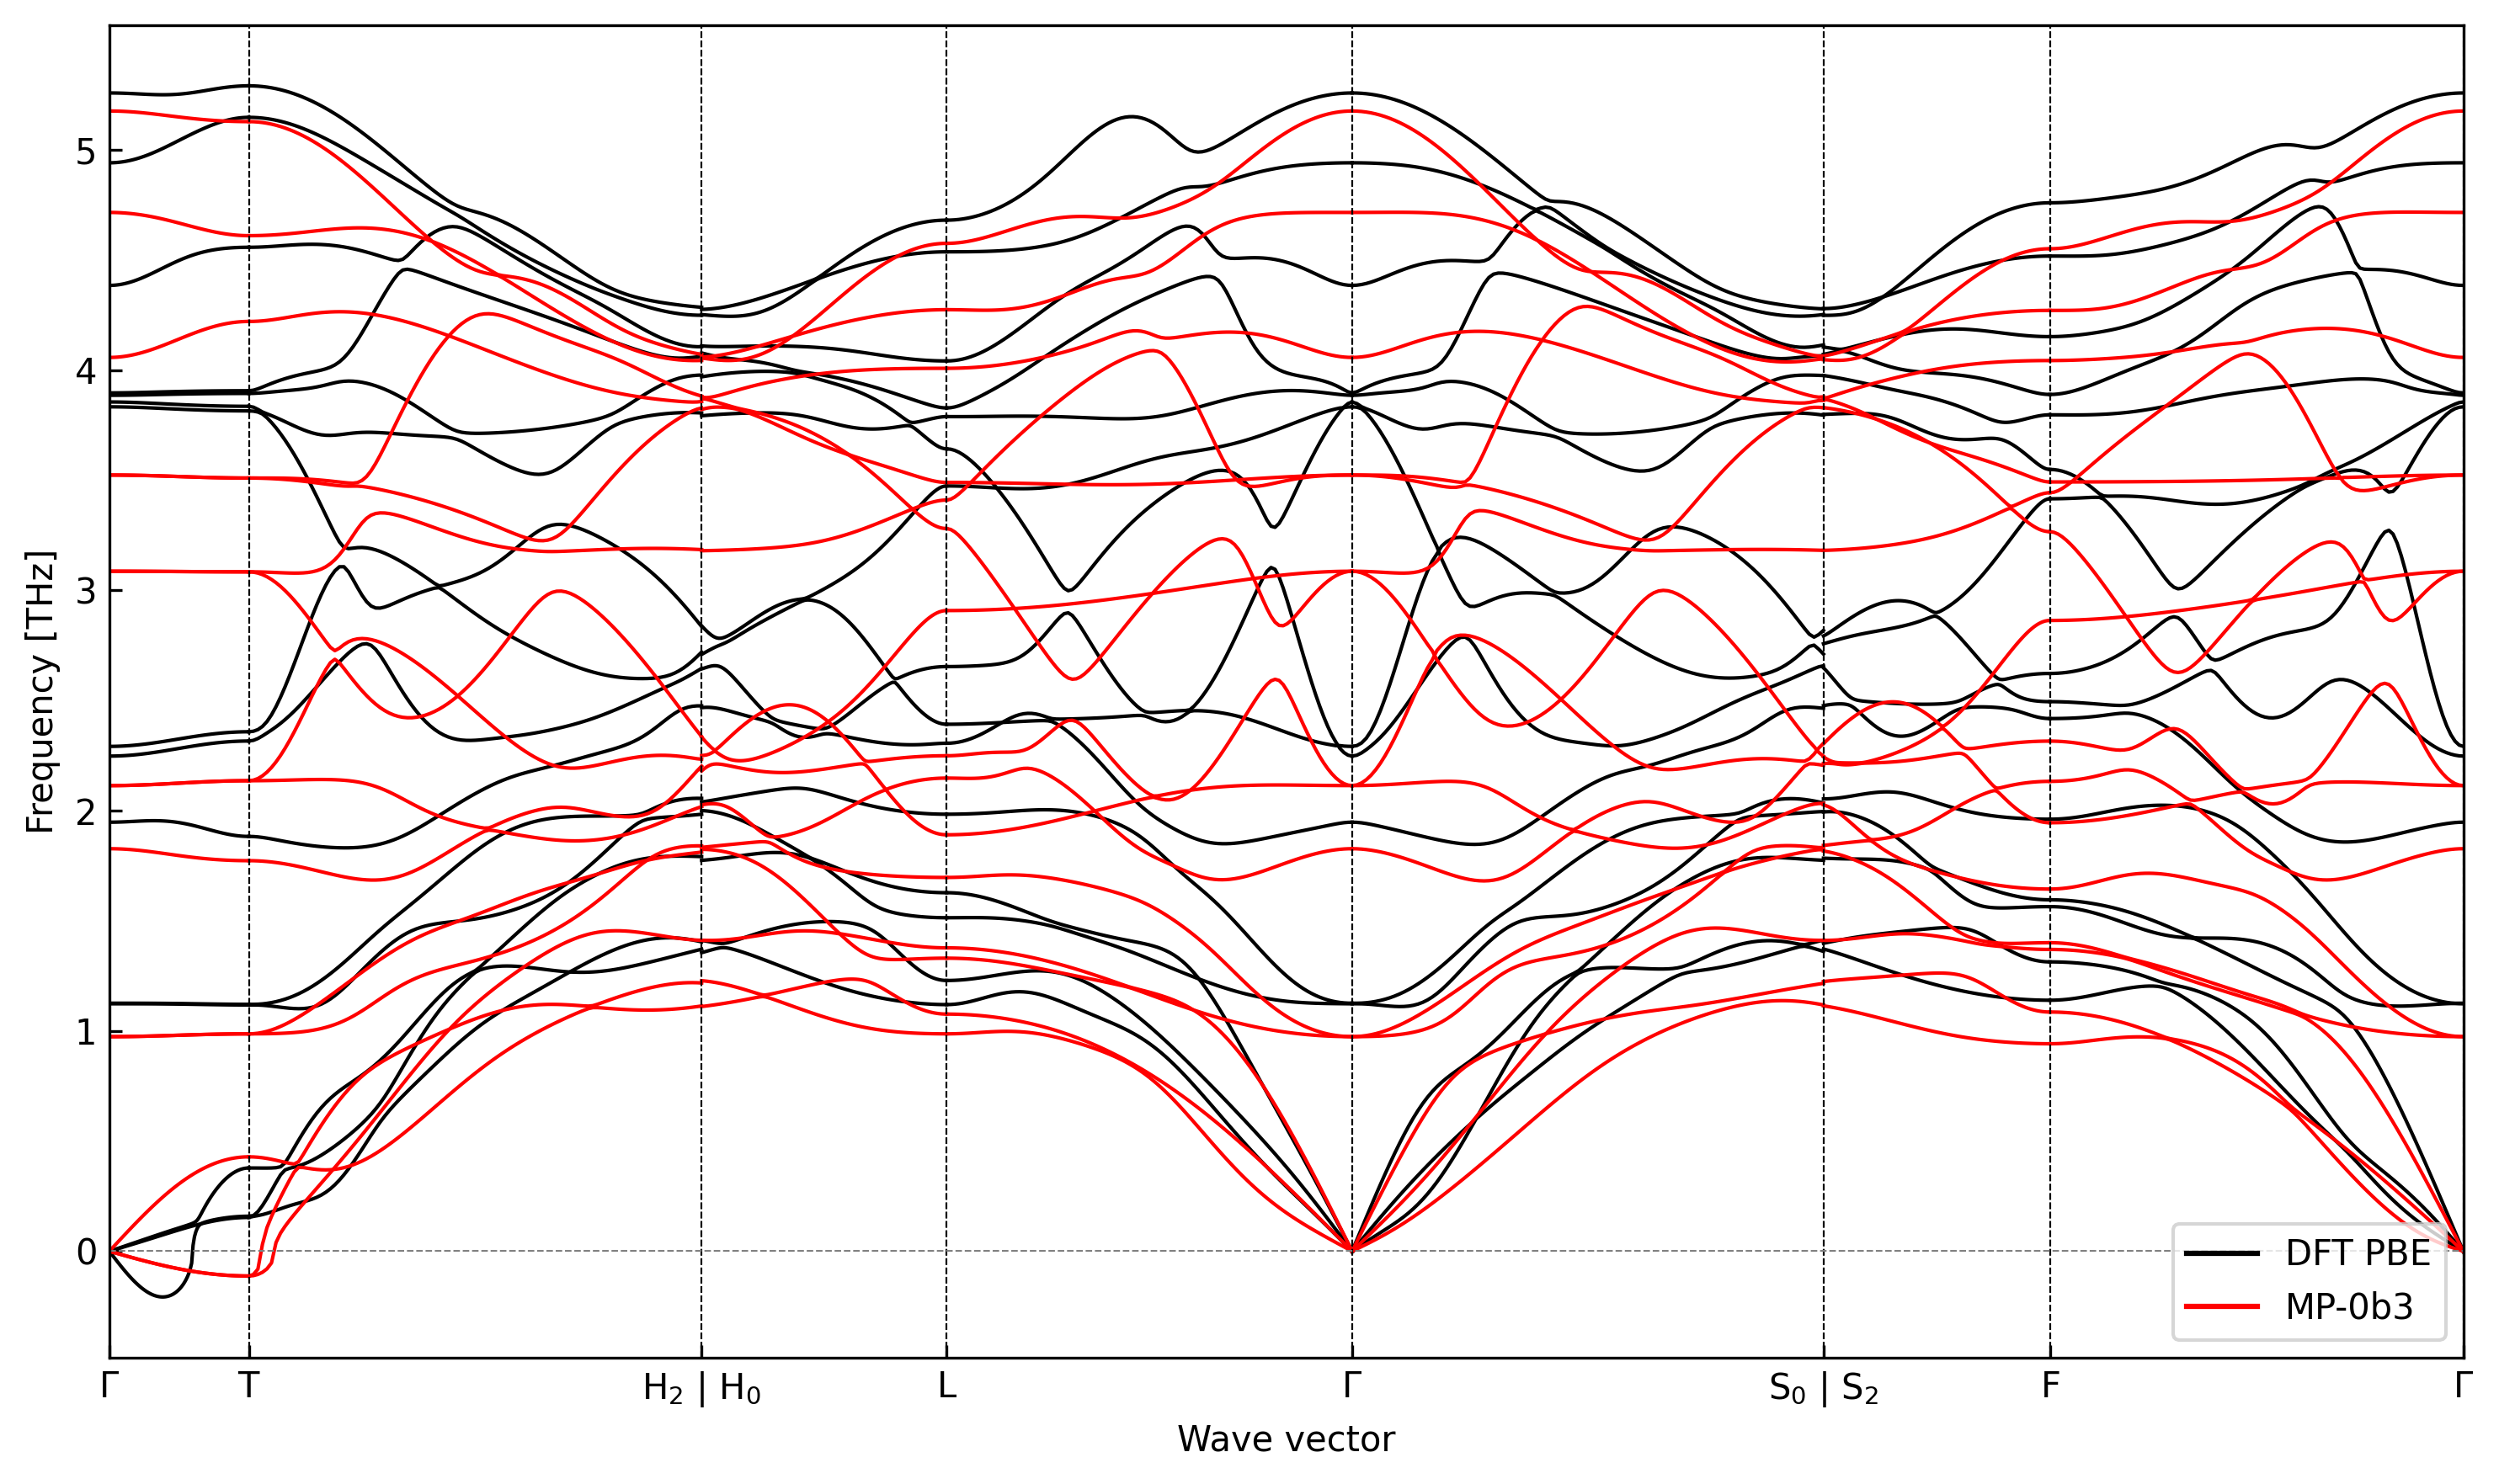 Frequency [THz]
5
4
3
2
1
0
DFT PBE
MP-0b3
Γ T H₂ | H₀ L Γ S₀ | S₂ F Γ
Wave vector